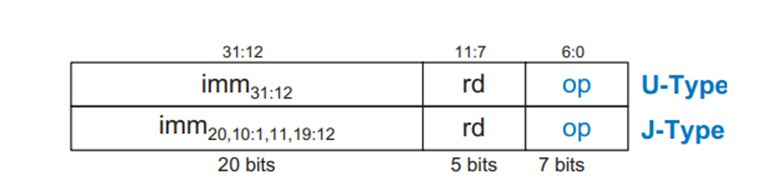 31:12 11:7 6:0
imm31:12 rd op U-Type
imm20,10:1,11,19:12 rd op J-Type
20 bits 5 bits 7 bits